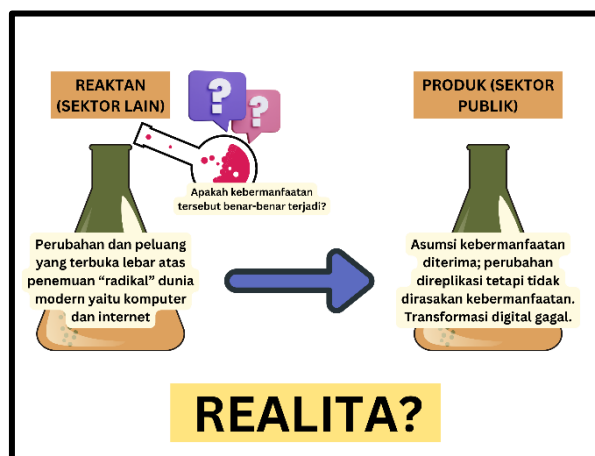 REAKTAN
(SEKTOR LAIN)
? ?
Apakah kebermanfaatan
tersebut benar-benar terjadi?
Perubahan dan peluang
yang terbuka lebar atas
penemuan “radikal” dunia
modern yaitu komputer
dan internet
PRODUK (SEKTOR
PUBLIK)
Asumsi kebermanfaatan
diterima; perubahan
direplikasi tetapi tidak
dirasakan kebermanfaatan.
Transformasi digital gagal.
REALITA?